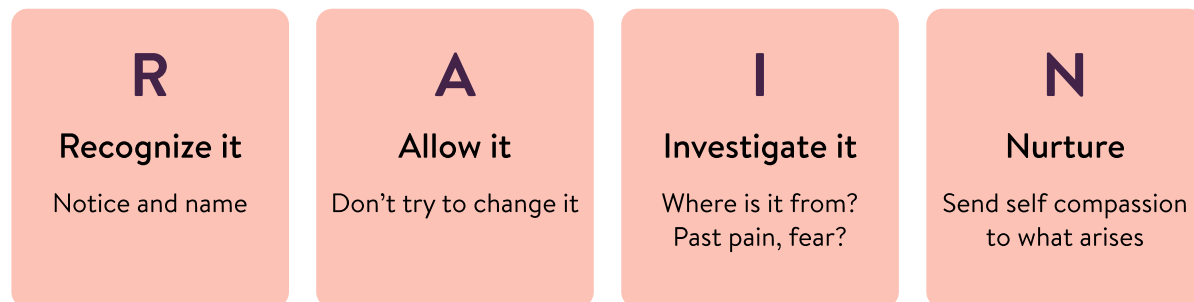 R
Recognize it
Notice and name
A
Allow it
Don't try to change it
I
Investigate it
Where is it from?
Past pain, fear?
N
Nurture
Send self compassion
to what arises